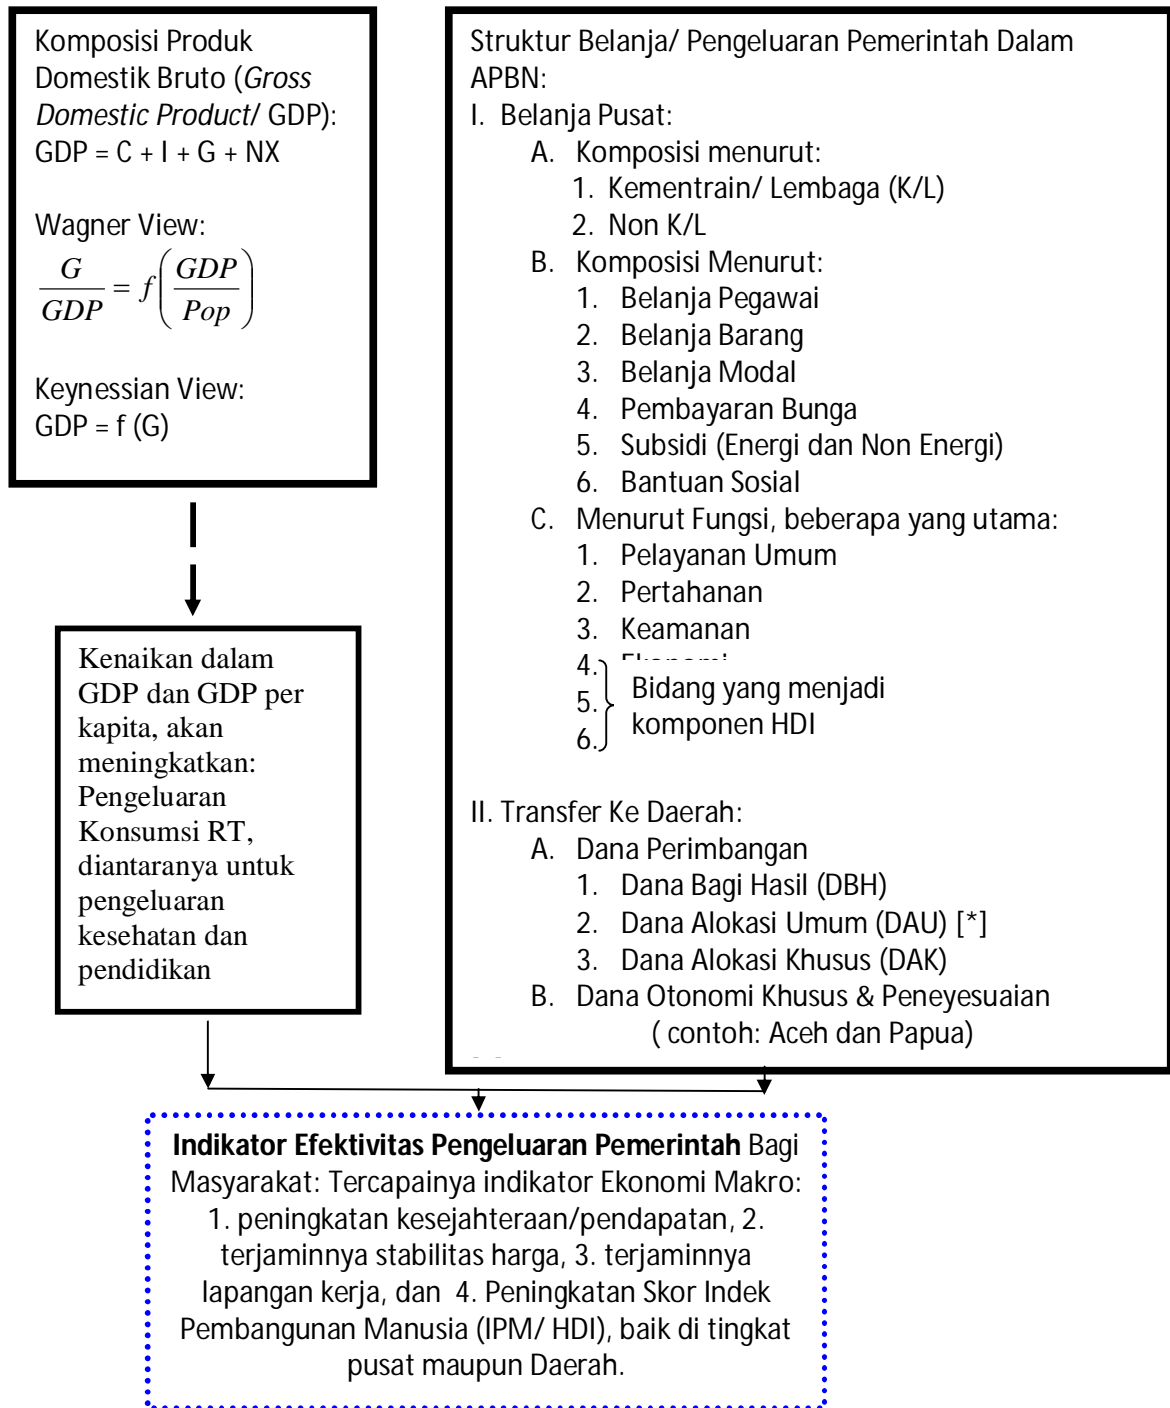 Komposisi Produk
Domestik Bruto (Gross
Domestic Product/ GDP):
GDP = C + I + G + NX
Wagner View:
G/GDP = f(GDP/Pop)
Keynessian View:
GDP = f (G)
Kenaikan dalam
GDP dan GDP per
kapita, akan
meningkatkan:
Pengeluaran
Konsumsi RT,
diantaranya untuk
pengeluaran
kesehatan dan
pendidikan
Struktur Belanja/ Pengeluaran Pemerintah Dalam
APBN:
I. Belanja Pusat:
A. Komposisi menurut:
1. Kementrain/ Lembaga (K/L)
2. Non K/L
B. Komposisi Menurut:
1. Belanja Pegawai
2. Belanja Barang
3. Belanja Modal
4. Pembayaran Bunga
5. Subsidi (Energi dan Non Energi)
6. Bantuan Sosial
C. Menurut Fungsi, beberapa yang utama:
1. Pelayanan Umum
2. Pertahanan
3. Keamanan
4.
5.
6.
Bidang yang menjadi
komponen HDI
II. Transfer Ke Daerah:
A. Dana Perimbangan
1. Dana Bagi Hasil (DBH)
2. Dana Alokasi Umum (DAU) [*]
3. Dana Alokasi Khusus (DAK)
B. Dana Otonomi Khusus & Peneyesuaian
( contoh: Aceh dan Papua)
Indikator Efektivitas Pengeluaran Pemerintah Bagi
Masyarakat: Tercapainya indikator Ekonomi Makro:
1. peningkatan kesejahteraan/pendapatan, 2.
terjaminnya stabilitas harga, 3. terjaminnya
lapangan kerja, dan 4. Peningkatan Skor Indek
Pembangunan Manusia (IPM/ HDI), baik di tingkat
pusat maupun Daerah.